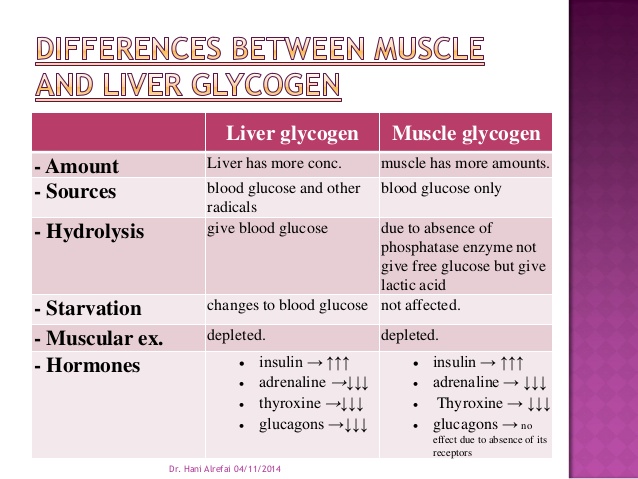 DIFFERENCES BETWEEN MUSCLE
AND LIVER GLYCOGEN
Liver glycogen Muscle glycogen
- Amount Liver has more conc. muscle has more amounts.
- Sources blood glucose and other blood glucose only
radicals
- Hydrolysis give blood glucose due to absence of
phosphatase enzyme not
give free glucose but give
lactic acid
- Starvation changes to blood glucose not affected.
- Muscular ex. depleted. depleted.
- Hormones • insulin → ↑↑↑ • insulin → ↑↑↑
• adrenaline →↓↓↓ • adrenaline → ↓↓↓
• thyroxine →↓↓↓ • Thyroxine → ↓↓↓
• glucagons →↓↓↓ • glucagons → no
effect due to absence of its
receptors
Dr. Hani Alrefai 04/11/2014